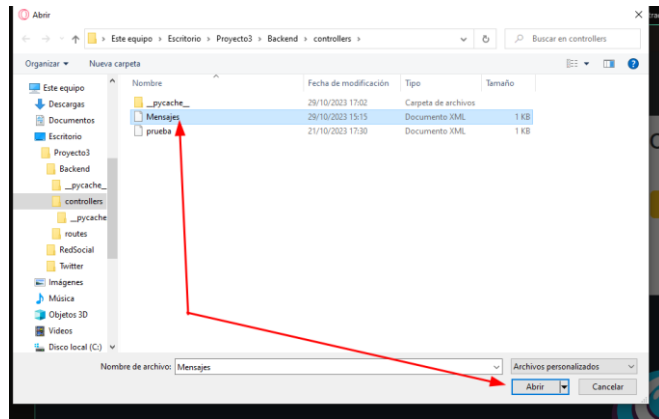 Abrir
Este equipo > Escritorio > Proyecto3 > Backend > controllers >
Buscar en controllers
Organizar
Nueva carpeta
Nombre Fecha de modificación Tipo Tamaño
__pycache__ 29/10/2023 17:02 Carpeta de archivos
Mensajes 29/10/2023 15:15 Documento XML 1 KB
prueba 21/10/2023 17:30 Documento XML 1 KB
Este equipo
Descargas
Documentos
Escritorio
Proyecto3
Backend
__pycache_
controllers
__pycache
routes
RedSocial
Twitter
Imágenes
Música
Objetos 3D
Videos
Disco local (C:)
Nombre de archivo: Mensajes
Archivos personalizados
Abrir
Cancelar